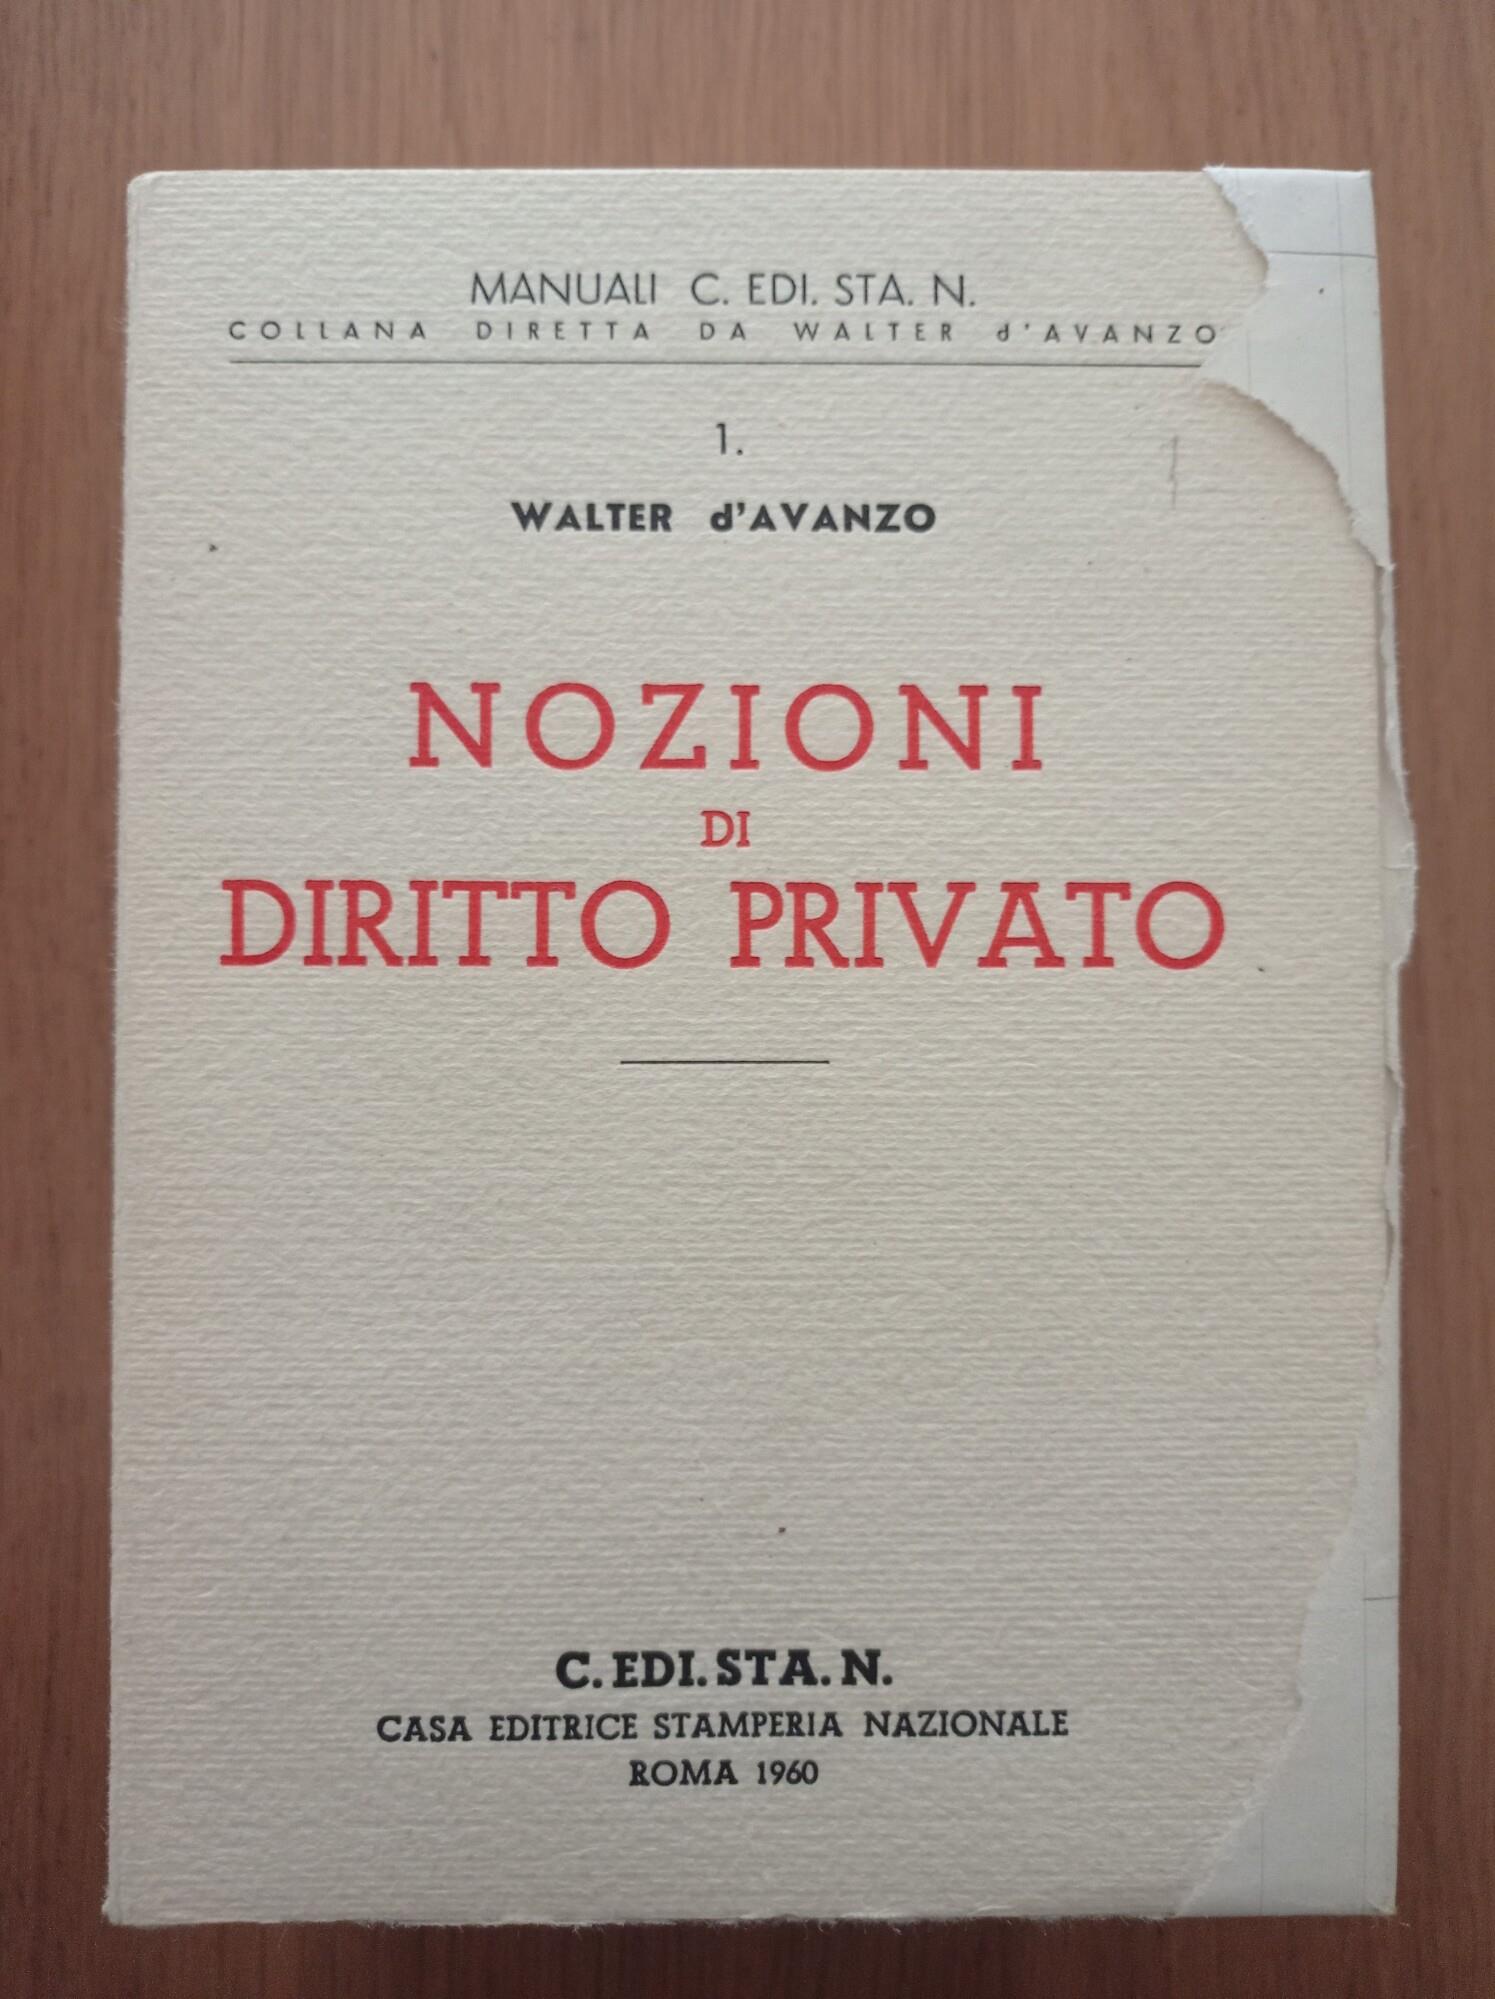 MANUALI C. EDI. STA. N.
COLLANA DIRETTA DA WALTER d'AVANZO
1.
WALTER d'AVANZO
NOZIONI
DI
DIRITTO PRIVATO
C. EDI. STA. N.
CASA EDITRICE STAMPERIA NAZIONALE
ROMA 1960